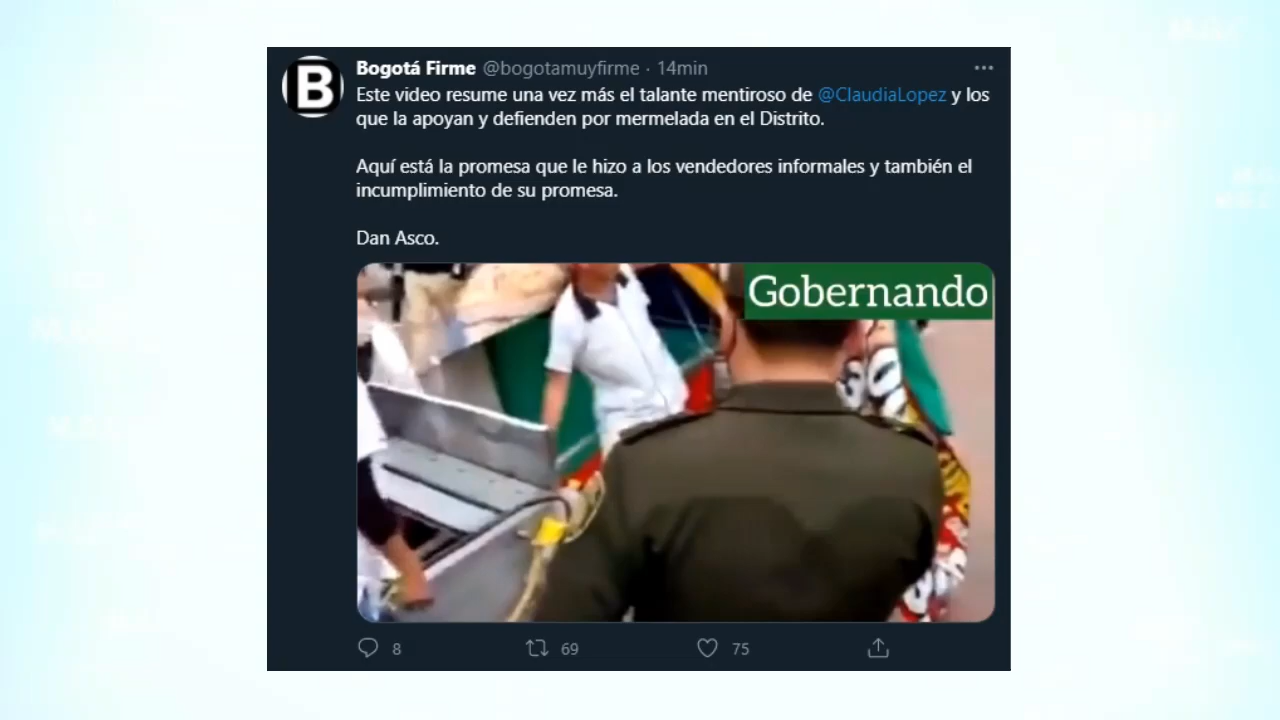 B
Bogotá Firme @bogotamuyfirme · 14min
Este video resume una vez más el talante mentiroso de @ClaudiaLopez y los
que la apoyan y defienden por mermelada en el Distrito.
Aquí está la promesa que le hizo a los vendedores informales y también el
incumplimiento de su promesa.
Dan Asco.
Gobernando
8 69 75